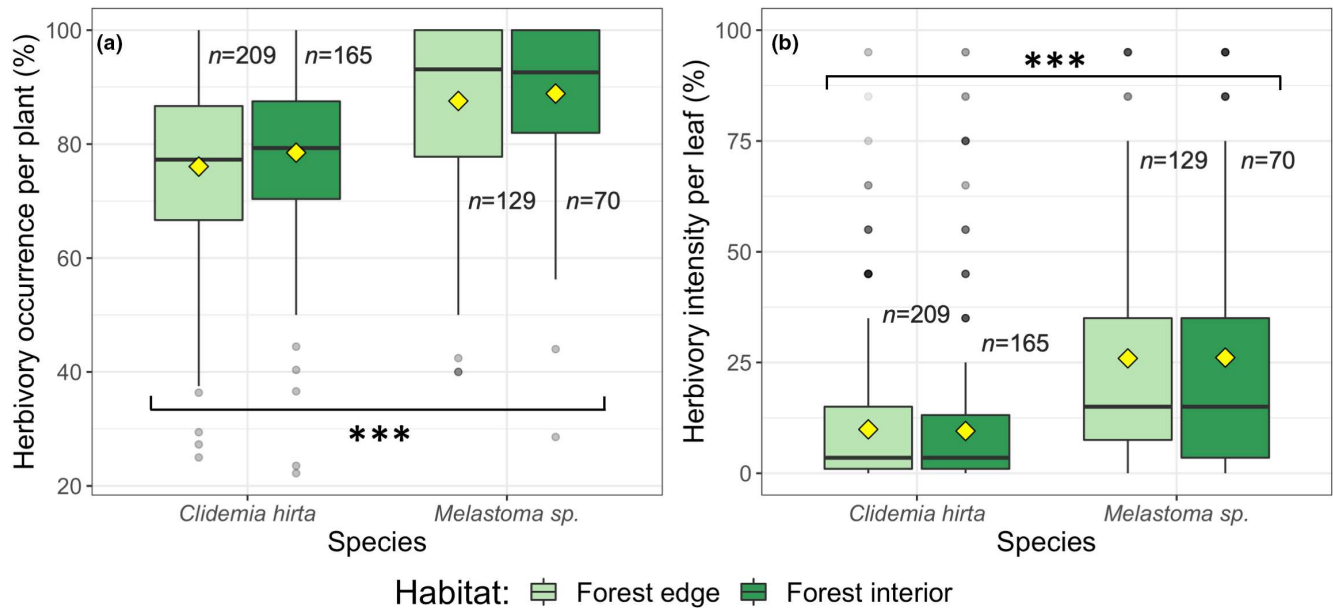 (a)
Herbivory occurrence per plant (%)
100
80
60
40
20
n=209
n=165
n=129
n=70
***
Clidemia hirta
Melastoma sp.
Species
(b)
Herbivory intensity per leaf (%)
100
75
50
25
0
***
n=129
n=70
n=209
n=165
Clidemia hirta
Melastoma sp.
Species
Habitat: Forest edge Forest interior